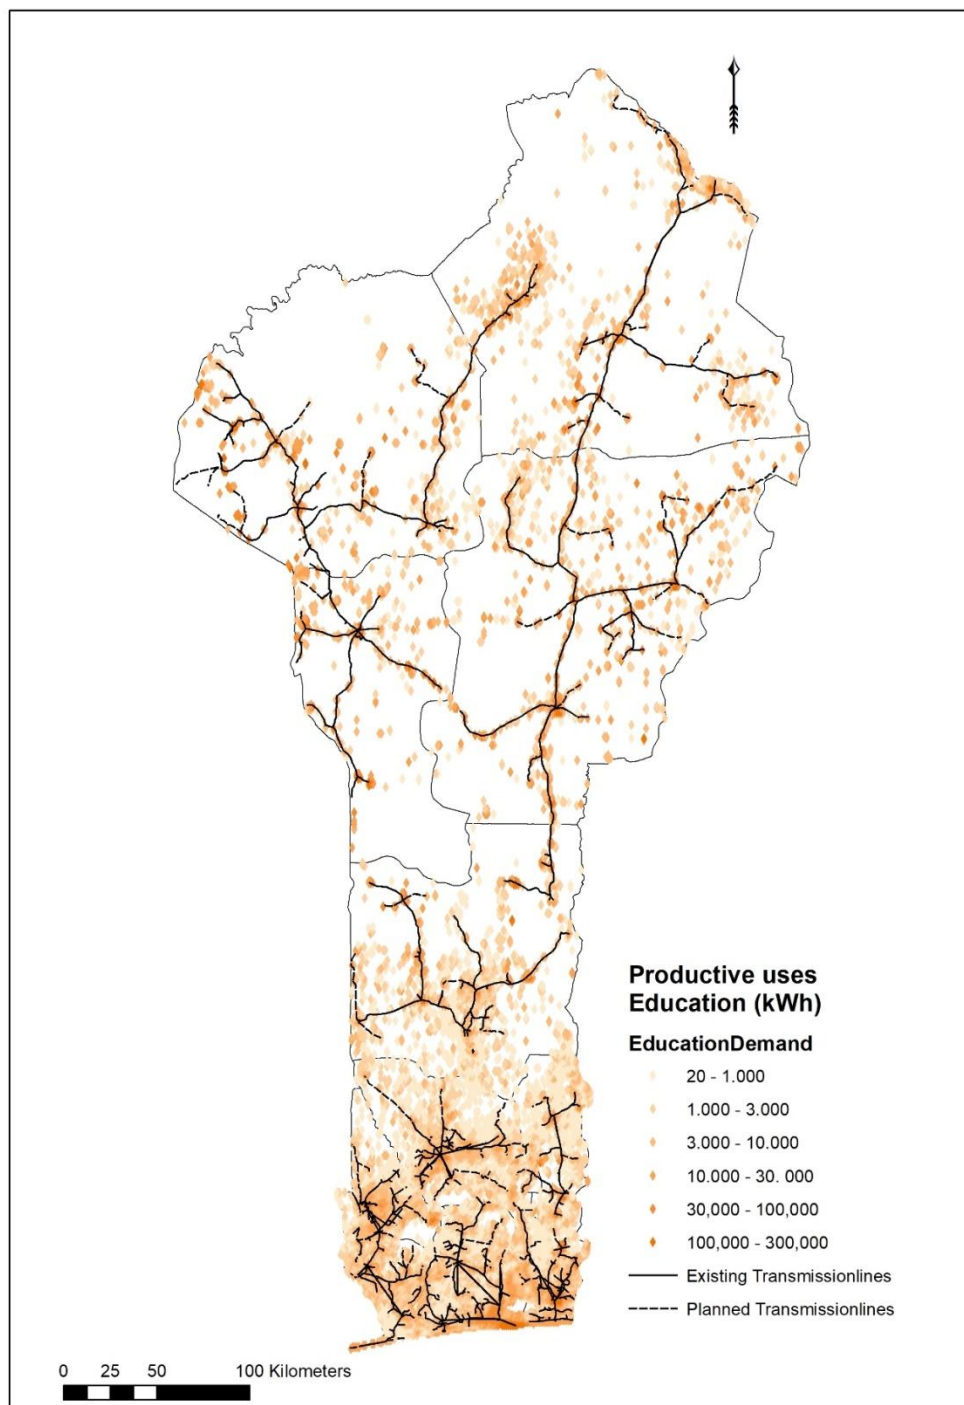 Productive uses
Education (kWh)
EducationDemand
20 - 1.000
1.000 - 3.000
3.000 - 10.000
10.000 - 30. 000
30,000 - 100,000
100,000 - 300,000
Existing Transmissionlines
Planned Transmissionlines
0 25 50 100 Kilometers